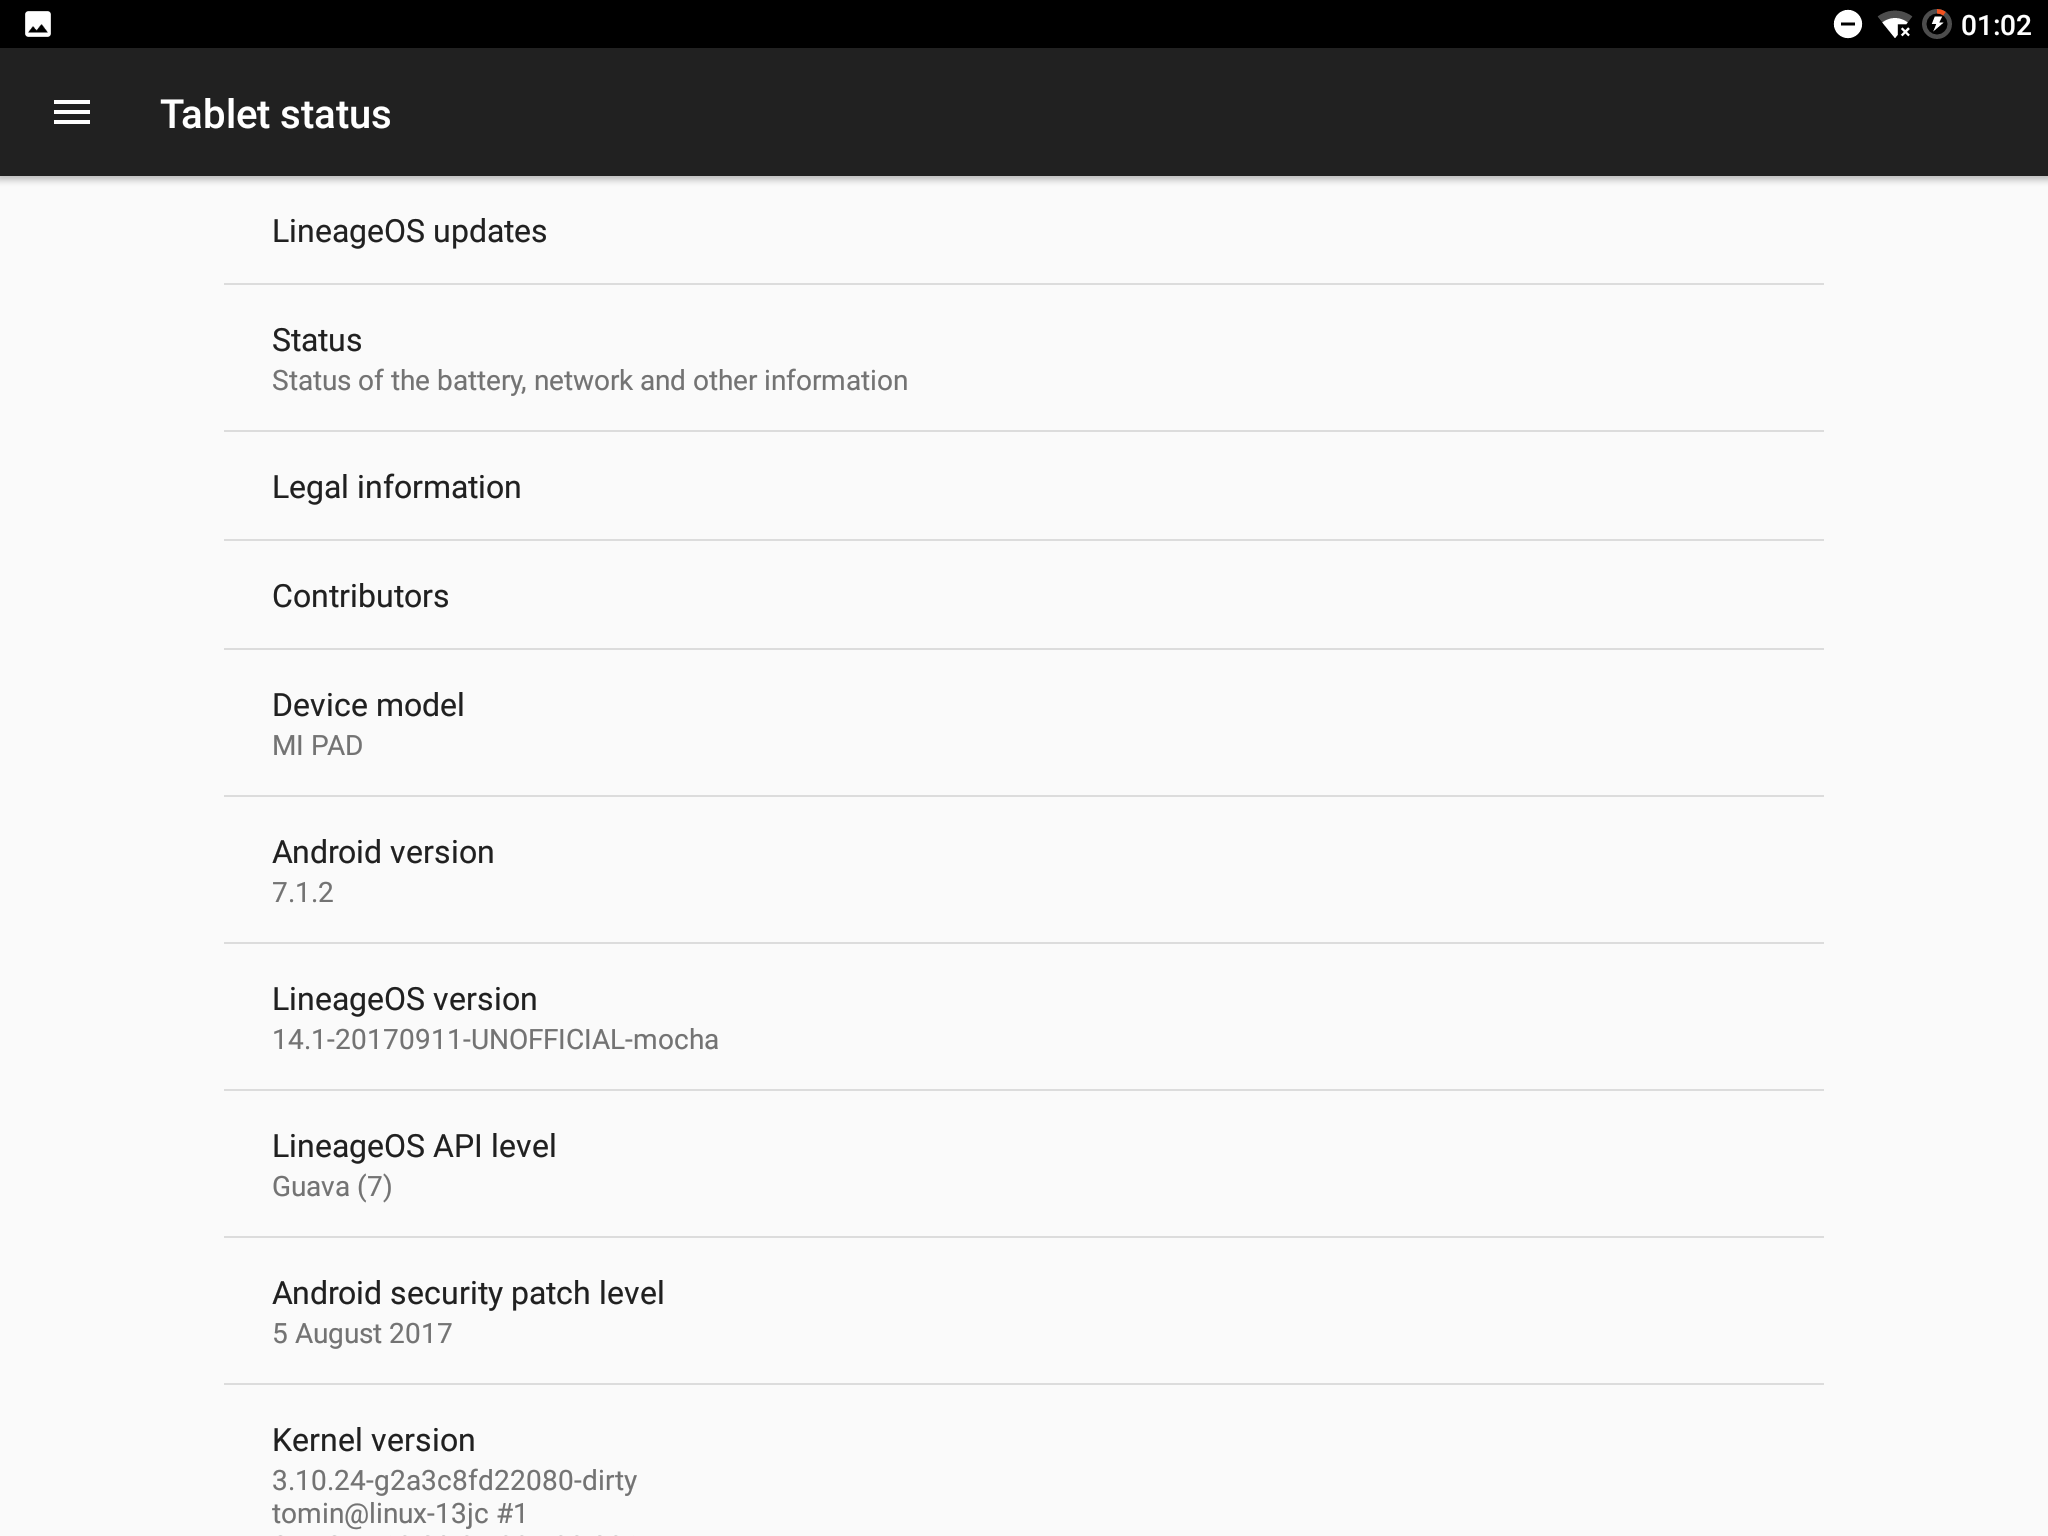 01:02
Tablet status
LineageOS updates
Status
Status of the battery, network and other information
Legal information
Contributors
Device model
MI PAD
Android version
7.1.2
LineageOS version
14.1-20170911-UNOFFICIAL-mocha
LineageOS API level
Guava (7)
Android security patch level
5 August 2017
Kernel version
3.10.24-g2a3c8fd22080-dirty
tomin@linux-13jc #1